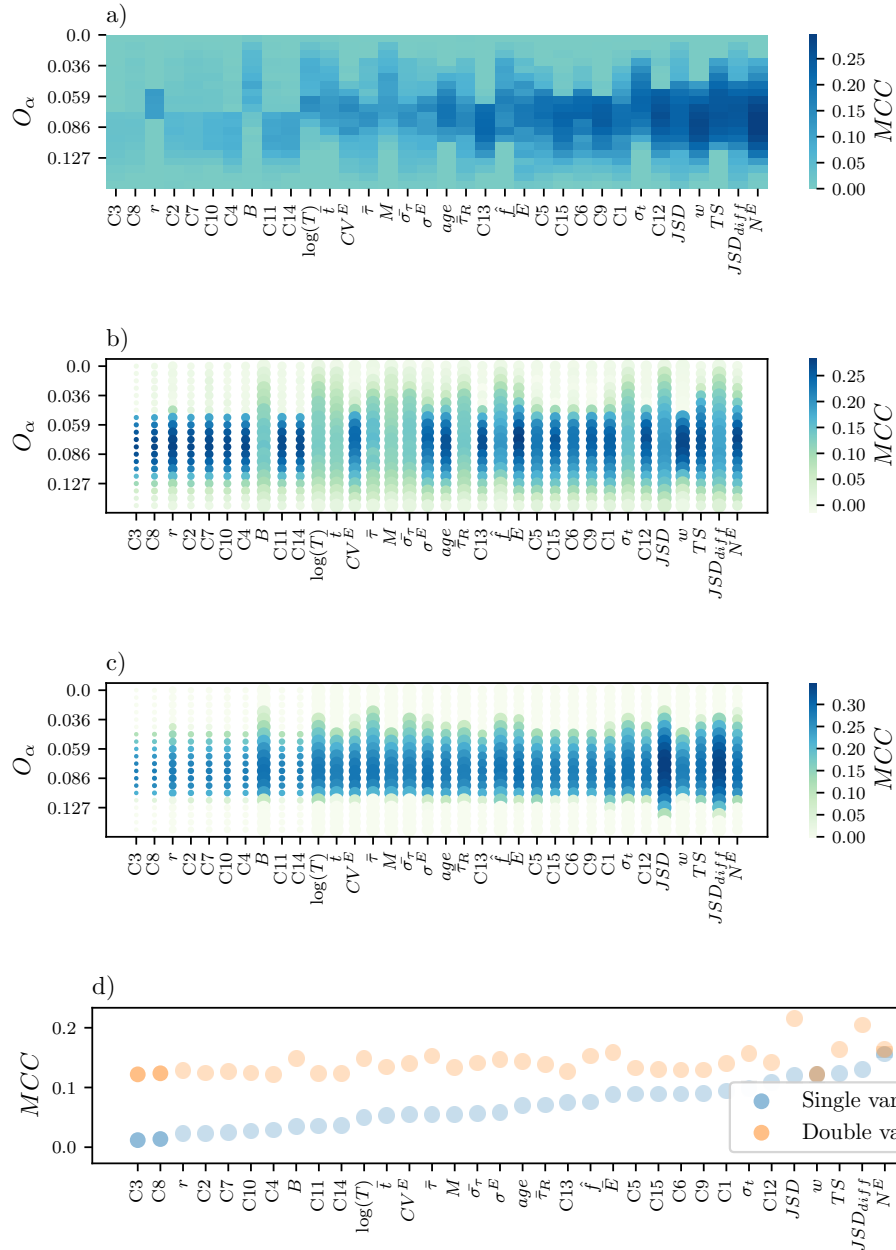 a)
0.0
0.036
0.059
0.086
0.127
O_α
C3 C8 r C2 C7 C10 C4 B C11 C14 log(T) t̄ CV^E τ̄ M σ̄_τ σ^E age τ̄_R C13 f̂ Ē C5 C15 C6 C9 C1 σ_t C12 JSD w TS JSD_diff N^E
0.25
0.20
0.15
0.10
0.05
0.00
MCC
b)
0.0
0.036
0.059
0.086
0.127
O_α
C3 C8 r C2 C7 C10 C4 B C11 C14 log(T) t̄ CV^E τ̄ M σ̄_τ σ^E age τ̄_R C13 f̂ Ē C5 C15 C6 C9 C1 σ_t C12 JSD w TS JSD_diff N^E
0.25
0.20
0.15
0.10
0.05
0.00
MCC
c)
0.0
0.036
0.059
0.086
0.127
O_α
C3 C8 r C2 C7 C10 C4 B C11 C14 log(T) t̄ CV^E τ̄ M σ̄_τ σ^E age τ̄_R C13 f̂ Ē C5 C15 C6 C9 C1 σ_t C12 JSD w TS JSD_diff N^E
0.30
0.25
0.20
0.15
0.10
0.05
0.00
MCC
d)
0.2
0.1
0.0
MCC
Single var
Double va
C3 C8 r C2 C7 C10 C4 B C11 C14 log(T) t̄ CV^E τ̄ M σ̄_τ σ^E age τ̄_R C13 f̂ Ē C5 C15 C6 C9 C1 σ_t C12 JSD w TS JSD_diff N^E